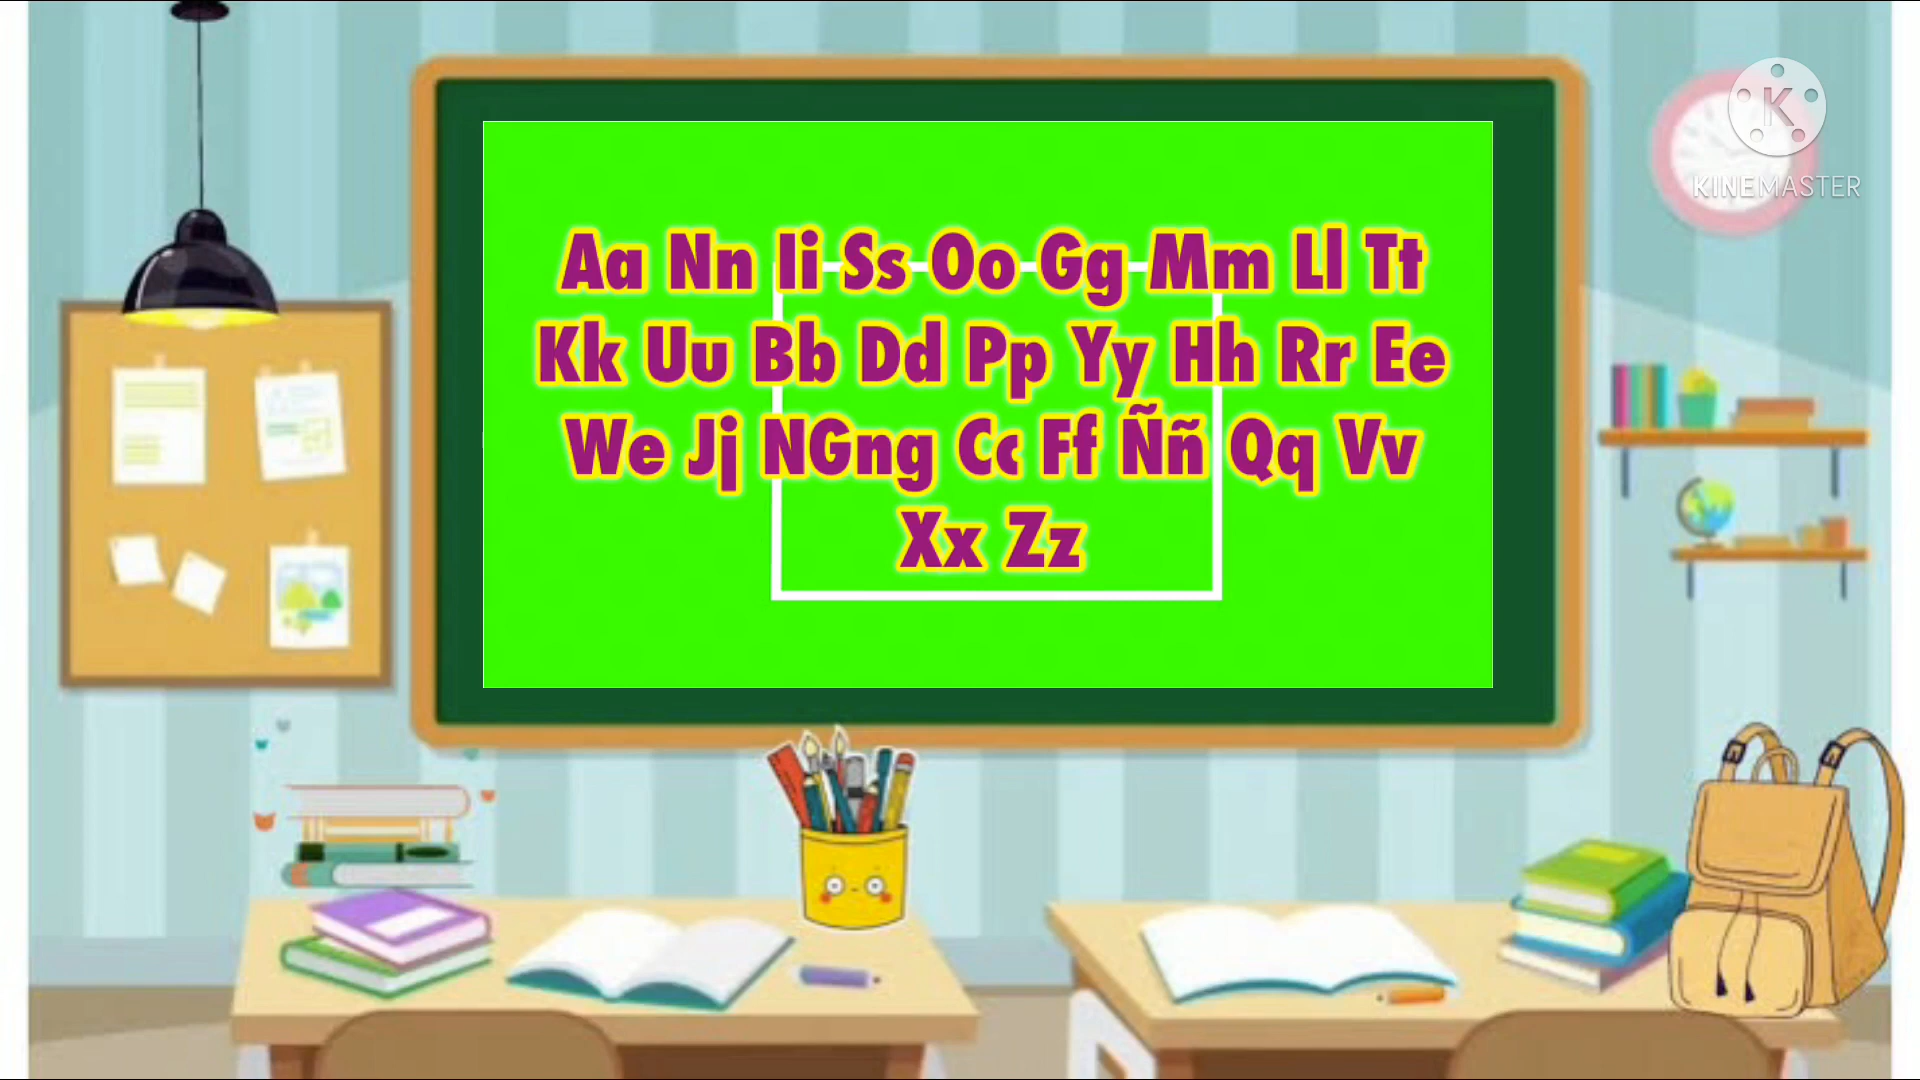 Aa Nn Ii Ss Oo Gg Mm Ll Tt
Kk Uu Bb Dd Pp Yy Hh Rr Ee
We Jj NGng Cc Ff Ññ Qq Vv
Xx Zz
K
KINEMASTER